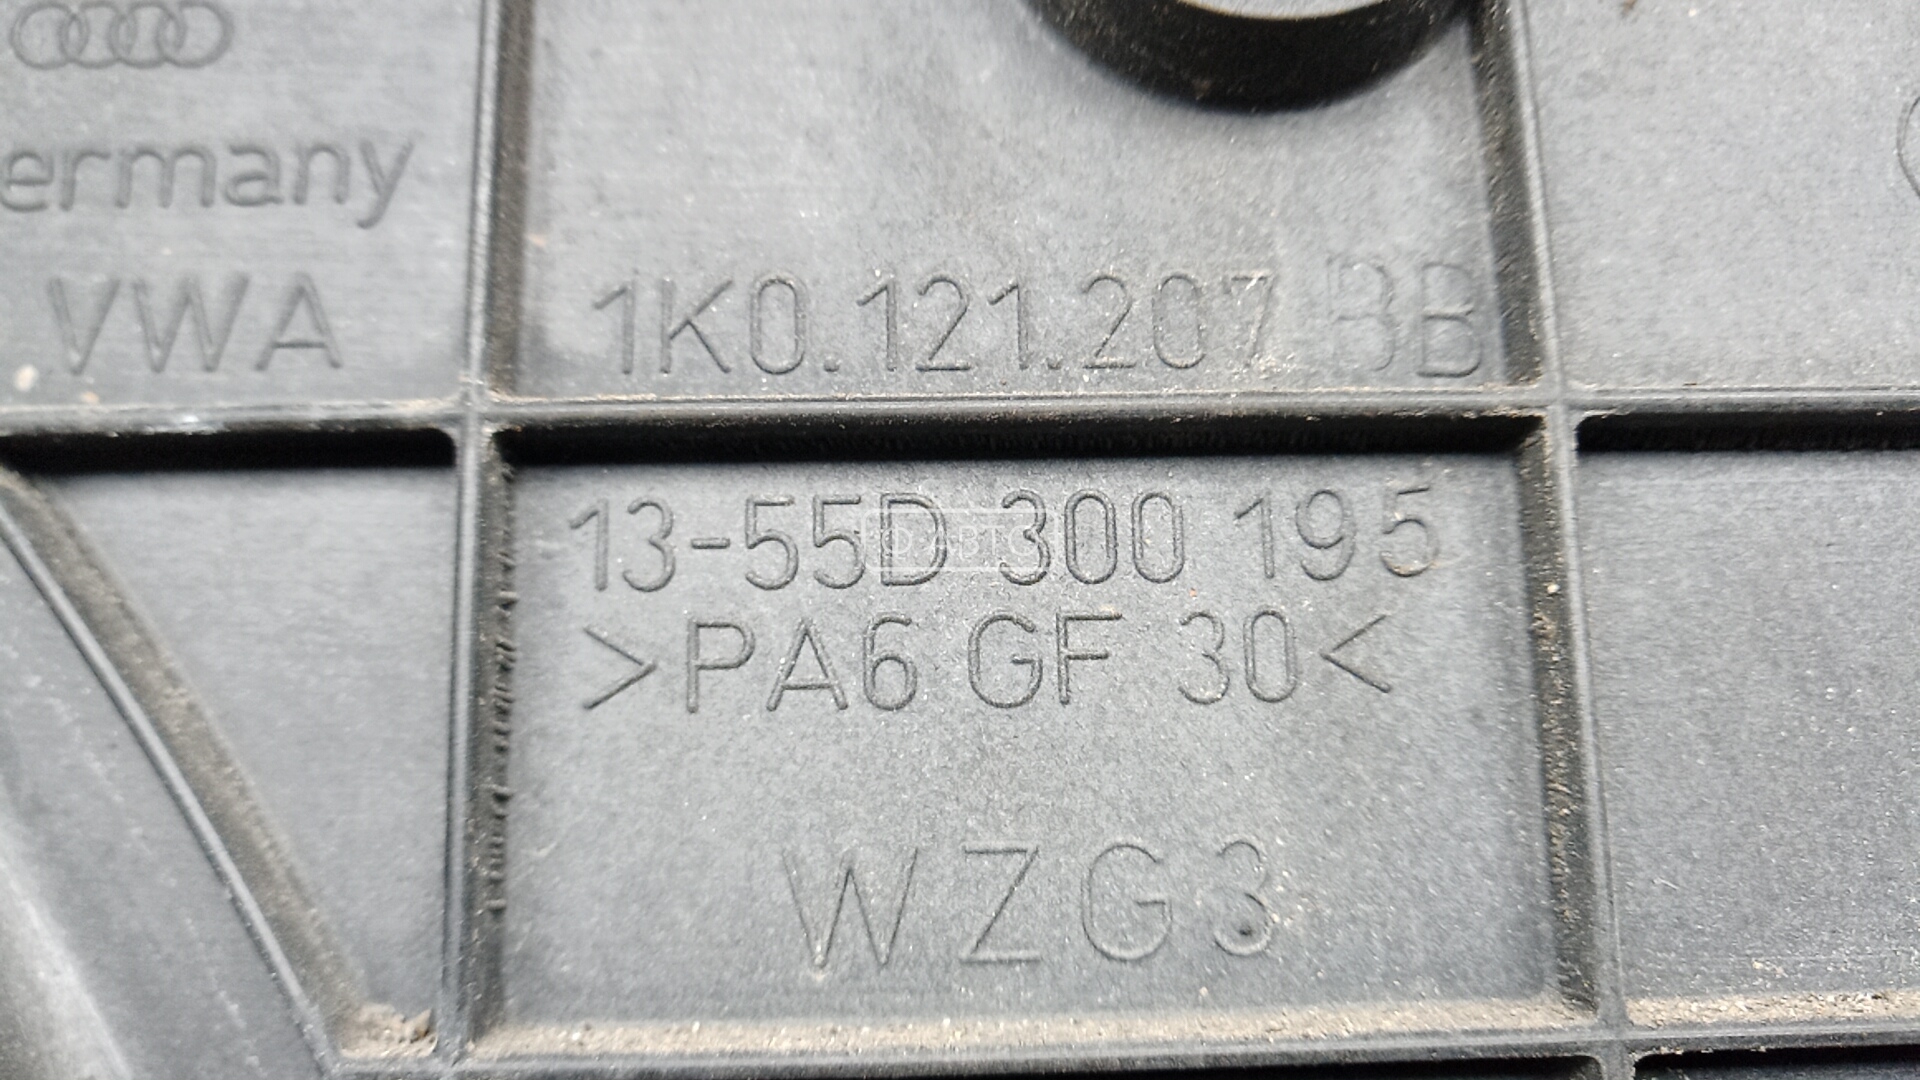 ermany
VWA
1K0.121.207 BB
13-55D 300 195
>PA6 GF 30<
WZG3